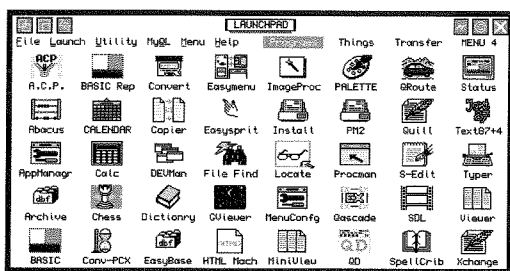 LAUNCHPAD
File Launch Utility MyQL Menu Help Things Transfer MENU 4
ACP
A.C.P. BASIC Rep Convert Easymenu ImageProc PALETTE QRoute Status
Abacus CALENDAR Copier Easysprit Install PM2 Quill Text87+4
AppManagr Calc DEVMan File Find Locate Procman S-Edit Typer
dbf
Archive Chess Dictionry GViewer MenuConfg Qascade SDL Viewer
dbf
HTML
QD
BASIC Conv-PCX EasyBase HTML Mach MiniView QD SpellCrib Xchange